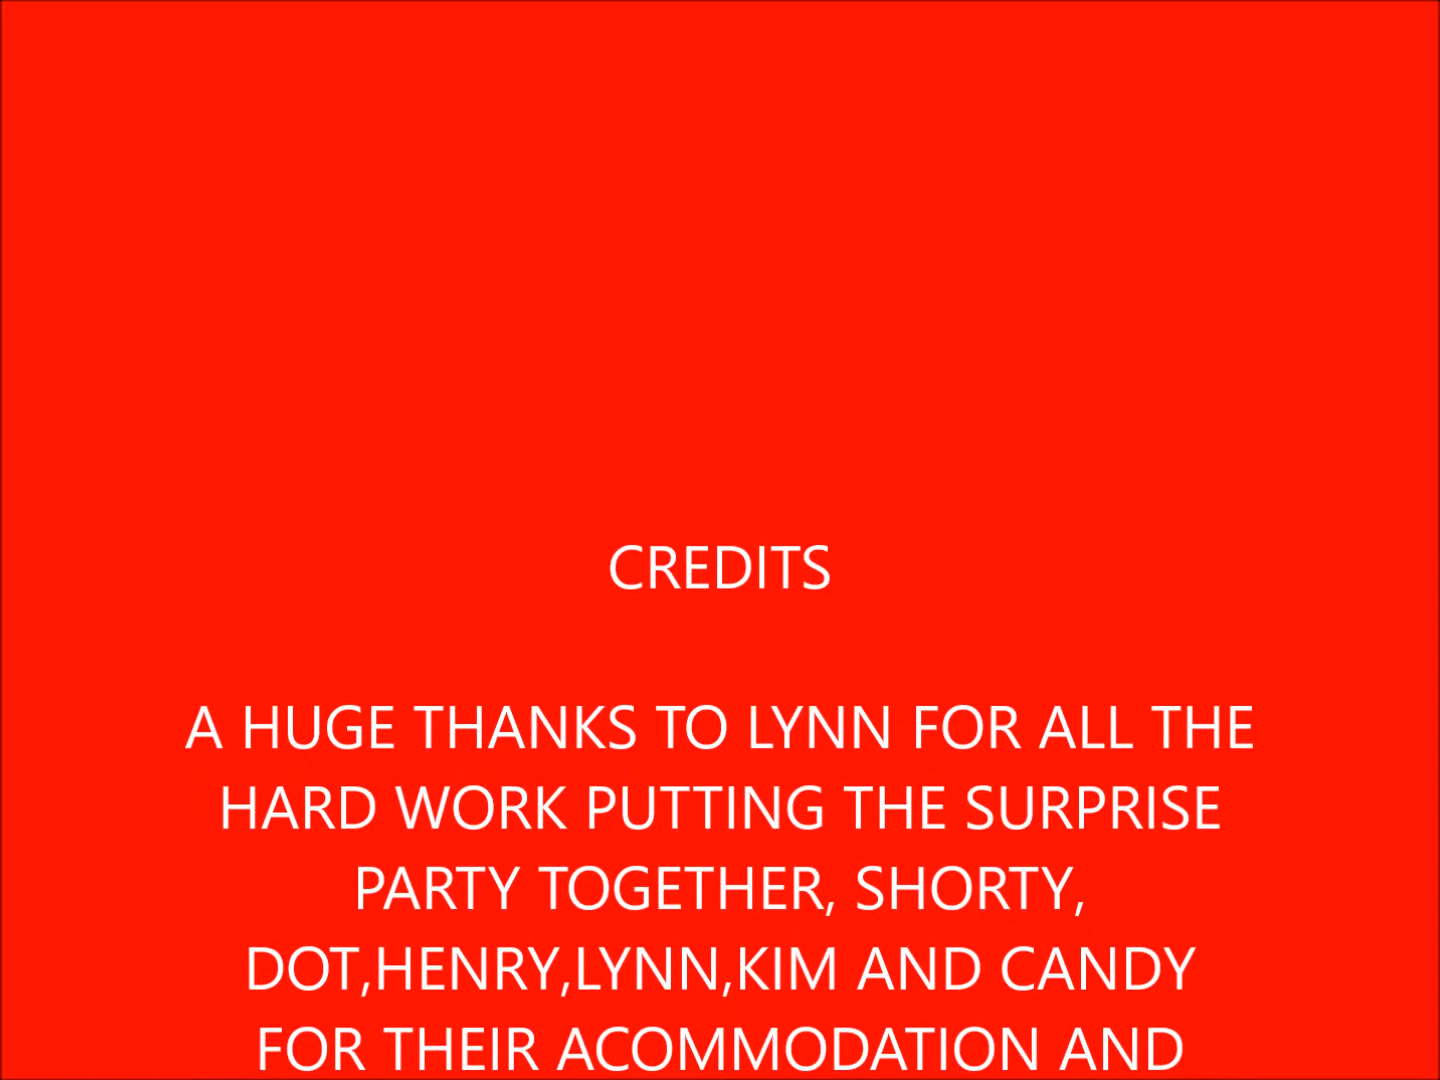 CREDITS
A HUGE THANKS TO LYNN FOR ALL THE
HARD WORK PUTTING THE SURPRISE
PARTY TOGETHER, SHORTY,
DOT,HENRY,LYNN,KIM AND CANDY
FOR THEIR ACOMMODATION AND